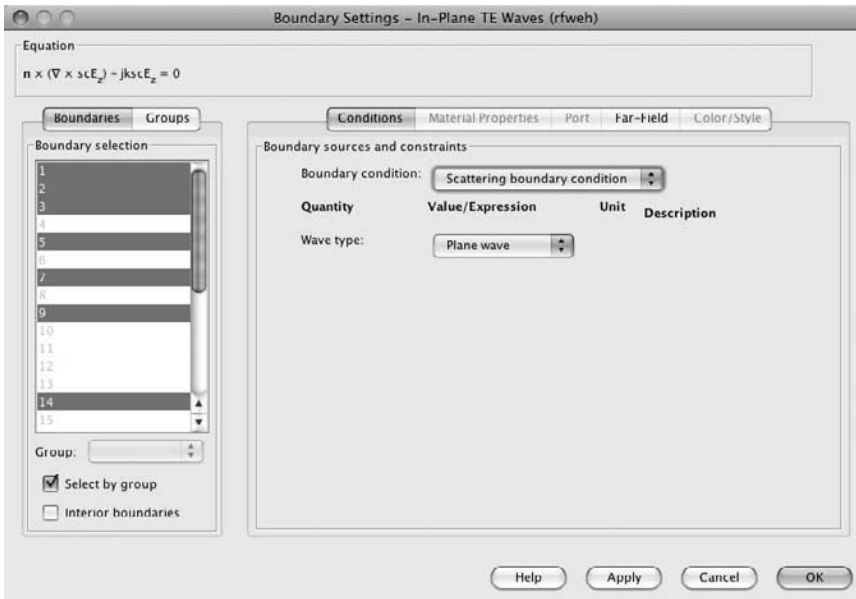 Boundary Settings – In-Plane TE Waves (rfweh)
Equation
n × (∇ × scE_z) – jkscE_z = 0
Boundaries Groups
Boundary selection
1
2
3
4
5
6
7
8
9
10
11
12
13
14
15
Group:
Select by group
Interior boundaries
Conditions Material Properties Port Far-Field Color/Style
Boundary sources and constraints
Boundary condition: Scattering boundary condition
Quantity Value/Expression Unit Description
Wave type: Plane wave
Help Apply Cancel OK